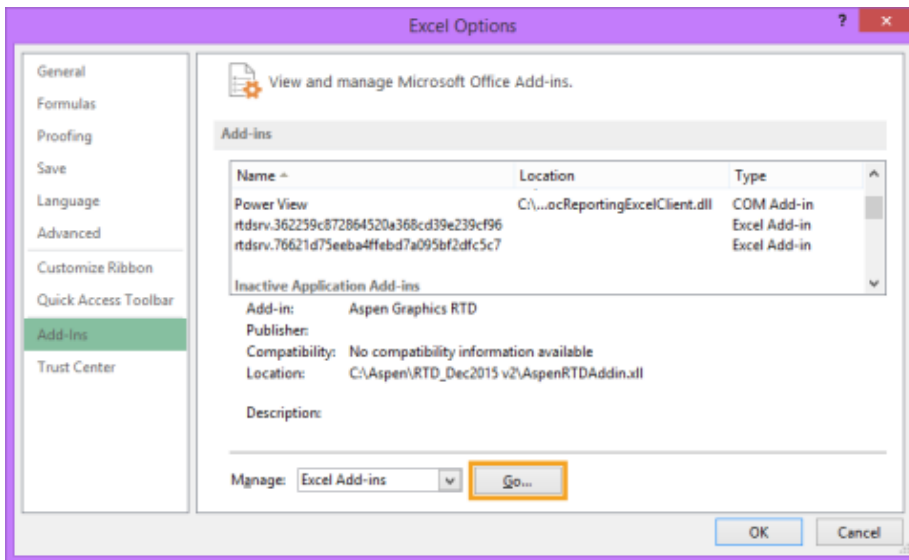 Excel Options
?
×
General
Formulas
Proofing
Save
Language
Advanced
Customize Ribbon
Quick Access Toolbar
Add-Ins
Trust Center
View and manage Microsoft Office Add-ins.
Add-ins
Name Location Type
Power View C:\...ocReportingExcelClient.dll COM Add-in
rtdsrv.362259c872864520a368cd39e239cf96 Excel Add-in
rtdsrv.76621d75eeba4ffebd7a095bf2dfc5c7 Excel Add-in
Inactive Application Add-ins
Add-in: Aspen Graphics RTD
Publisher:
Compatibility: No compatibility information available
Location: C:\Aspen\RTD_Dec2015 v2\AspenRTDAddin.xll
Description:
Manage: Excel Add-ins Go...
OK Cancel